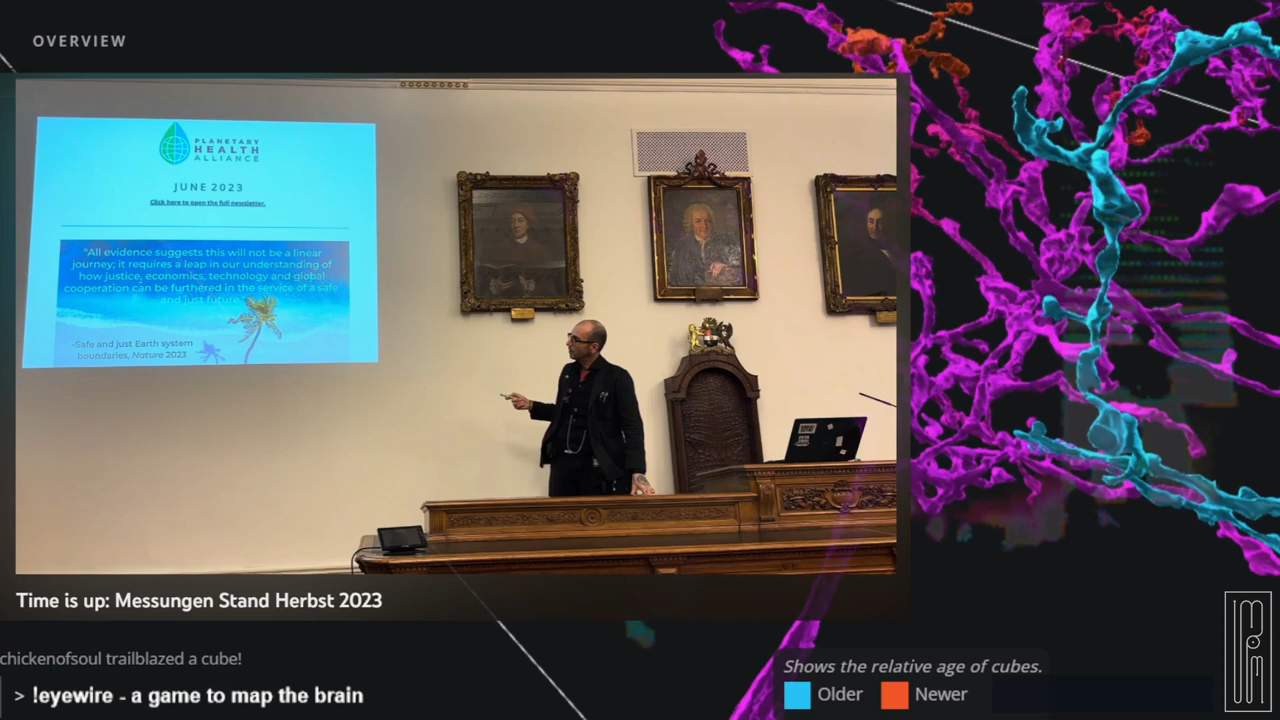 OVERVIEW
PLANETARY
HEALTH
ALLIANCE
JUNE 2023
Click here to open the full newsletter.
"All evidence suggests this will not be a linear
journey; it requires a leap in our understanding of
how justice, economics, technology and global
cooperation can be furthered in the service of a safe
and just future."
-Safe and just Earth system
boundaries, Nature 2023
Time is up: Messungen Stand Herbst 2023
chickenofsoul trailblazed a cube!
> !eyewire - a game to map the brain
Shows the relative age of cubes.
Older Newer